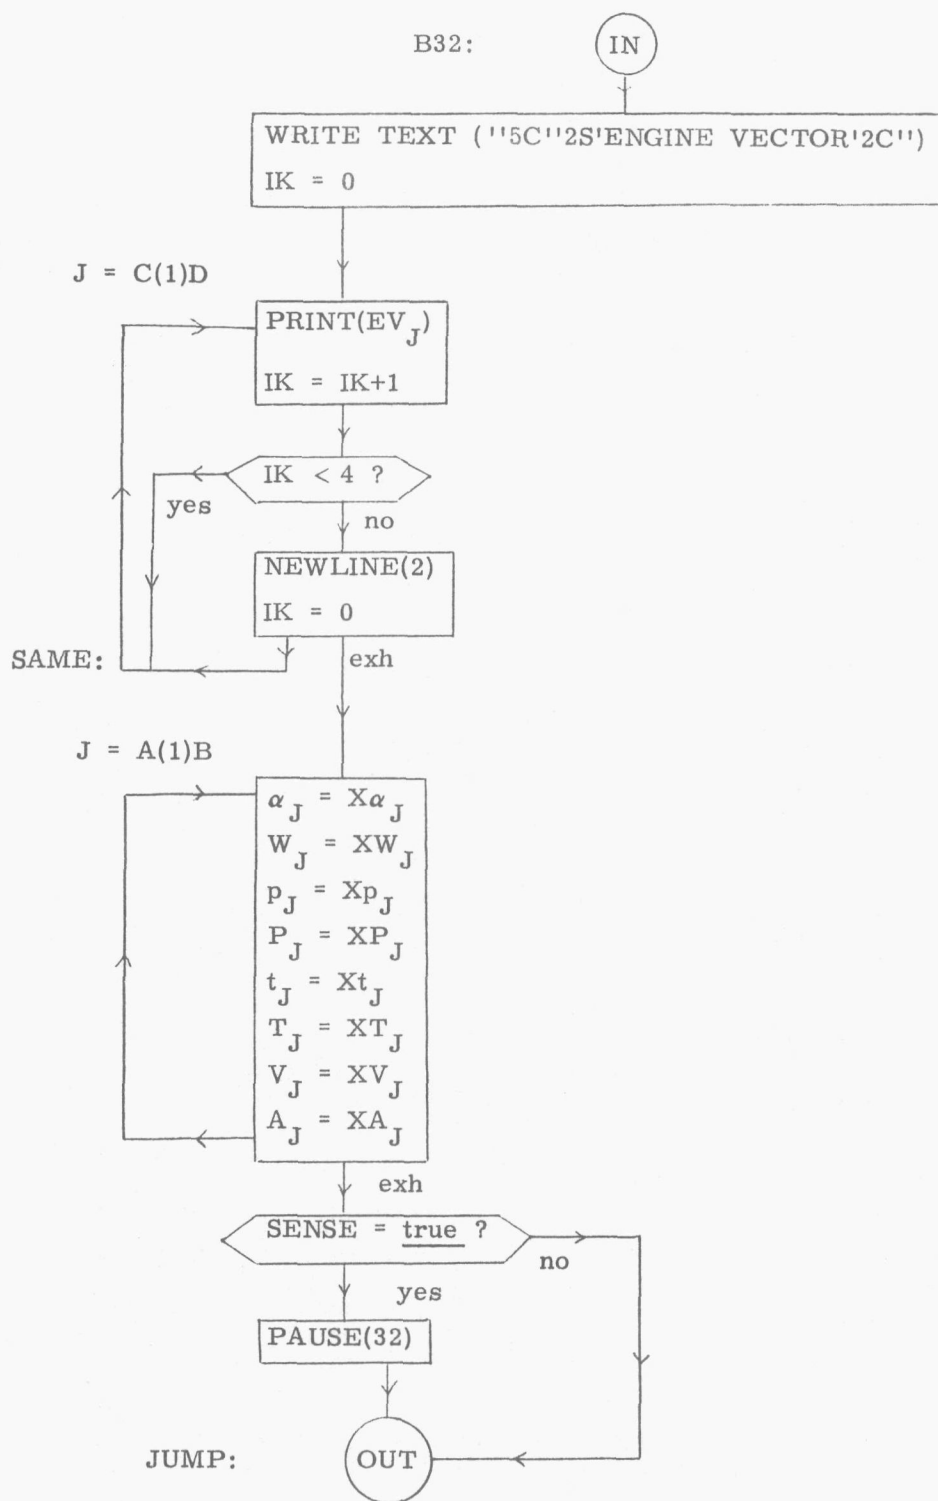 B32: IN
WRITE TEXT (''5C''2S'ENGINE VECTOR'2C'')
IK = 0
J = C(1)D
PRINT(EV_J)
IK = IK+1
IK < 4 ?
yes
no
NEWLINE(2)
IK = 0
SAME:
exh
J = A(1)B
α_J = Xα_J
W_J = XW_J
p_J = Xp_J
P_J = XP_J
t_J = Xt_J
T_J = XT_J
V_J = XV_J
A_J = XA_J
exh
SENSE = true ?
no
yes
PAUSE(32)
JUMP: OUT